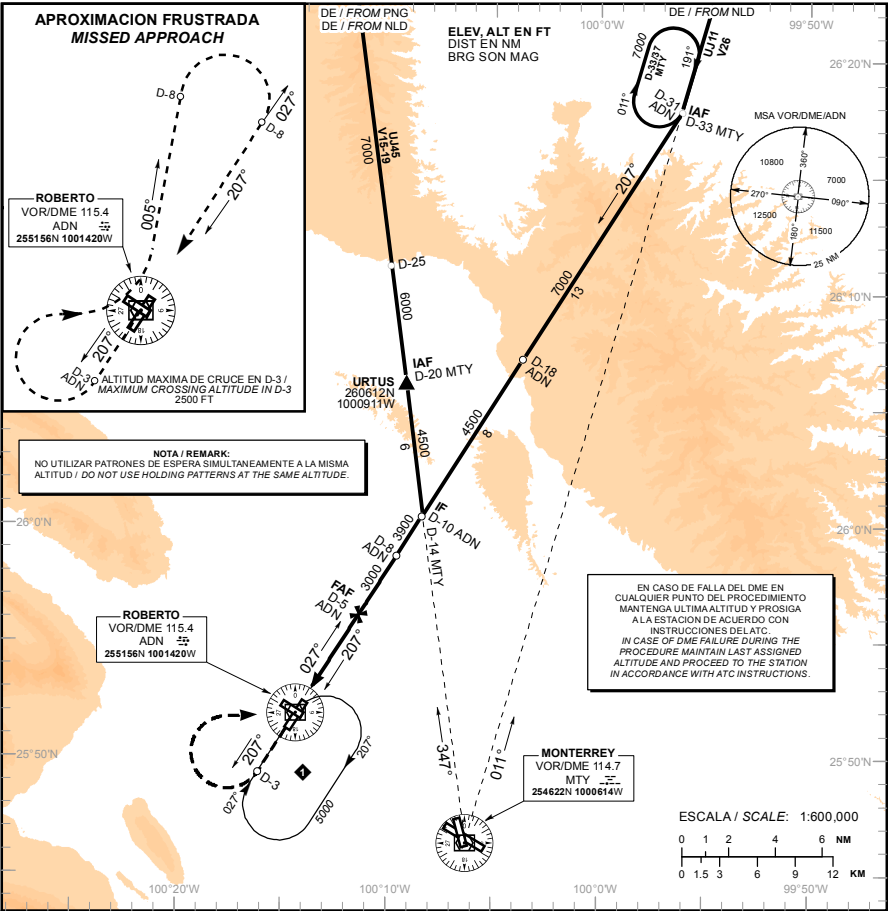 APROXIMACION FRUSTRADA
MISSED APPROACH
D-8
D-8
027°
207°
005°
ROBERTO
VOR/DME 115.4
ADN
255156N 1001420W
207°
D-3
ADN
ALTITUD MAXIMA DE CRUCE EN D-3 /
MAXIMUM CROSSING ALTITUDE IN D-3
2500 FT
DE / FROM PNG
DE / FROM NLD
ELEV, ALT EN FT
DIST EN NM
BRG SON MAG
DE / FROM NLD
100°0'W
99°50'W
26°20'N
UJ11
V26
191°
7000
D-33/37
MTY
011°
D-31
ADN
IAF
D-33 MTY
MSA VOR/DME/ADN
360°
10800
7000
270°
090°
12500
11500
180°
25 NM
UJ45
V15-19
7000
207°
D-25
7000
13
26°10'N
6000
IAF
D-20 MTY
URTUS
260612N
1000911W
D-18
ADN
4500
6
4500
8
NOTA / REMARK:
NO UTILIZAR PATRONES DE ESPERA SIMULTANEAMENTE A LA MISMA
ALTITUD / DO NOT USE HOLDING PATTERNS AT THE SAME ALTITUDE.
26°0'N
26°0'N
IF
D-10 ADN
D-14 MTY
3900
D-8
ADN
3000
FAF
D-5
ADN
027°
207°
EN CASO DE FALLA DEL DME EN
CUALQUIER PUNTO DEL PROCEDIMIENTO
MANTENGA ULTIMA ALTITUD Y PROSIGA
A LA ESTACION DE ACUERDO CON
INSTRUCCIONES DEL ATC.
IN CASE OF DME FAILURE DURING THE
PROCEDURE MAINTAIN LAST ASSIGNED
ALTITUDE AND PROCEED TO THE STATION
IN ACCORDANCE WITH ATC INSTRUCTIONS.
ROBERTO
VOR/DME 115.4
ADN
255156N 1001420W
207°
D-3
027°
1
207°
5000
347°
011°
25°50'N
25°50'N
MONTERREY
VOR/DME 114.7
MTY
254622N 1000614W
ESCALA / SCALE: 1:600,000
0 1 2 4 6 NM
0 1.5 3 6 9 12 KM
100°20'W
100°10'W
100°0'W
99°50'W